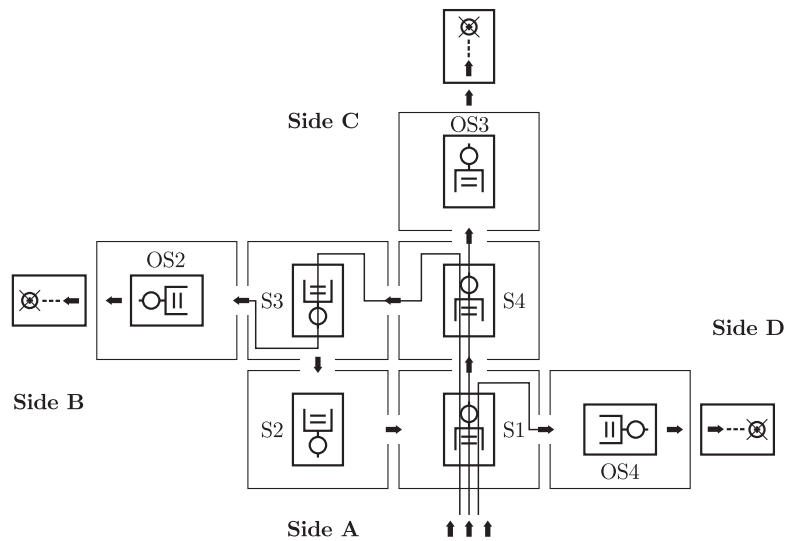 Side C
OS3
OS2
S3
S4
Side D
Side B
S2
S1
OS4
Side A